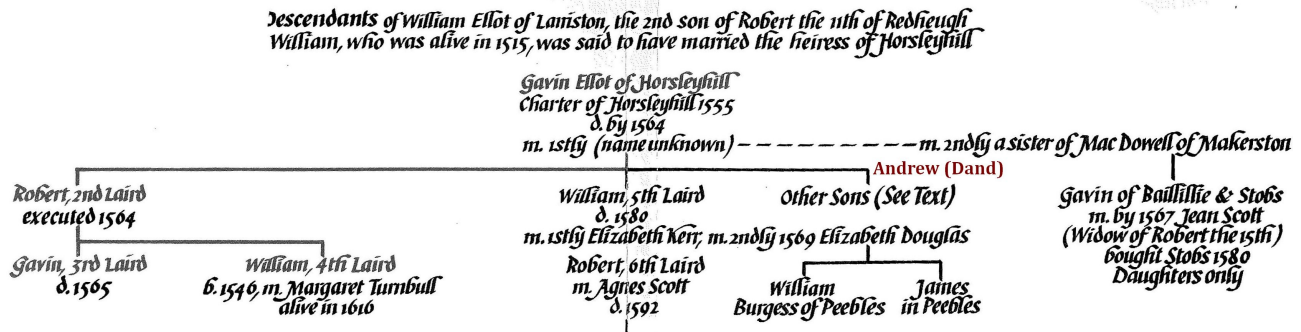 Descendants of William Ellot of Larriston, the 2nd son of Robert the 11th of Redheugh
William, who was alive in 1515, was said to have married the heiress of Horsleyhill
Gavin Ellot of Horsleyhill
Charter of Horsleyhill 1555
d. by 1564
m. 1stly (name unknown) --------- m. 2ndly a sister of Mac Dowell of Makerston
Andrew (Dand)
Robert, 2nd Laird
executed 1564
William, 5th Laird
d. 1580
m. 1stly Elizabeth Kerr, m. 2ndly 1569 Elizabeth Douglas
Other Sons (See Text)
Gavin of Baillillie & Stobs
m. by 1567 Jean Scott
(Widow of Robert the 15th)
bought Stobs 1580
Daughters only
Gavin, 3rd Laird
d. 1565
William, 4th Laird
b. 1546, m. Margaret Turnbull
alive in 1616
Robert, 6th Laird
m. Agnes Scott
d. 1592
William
Burgess of Peebles
James
in Peebles